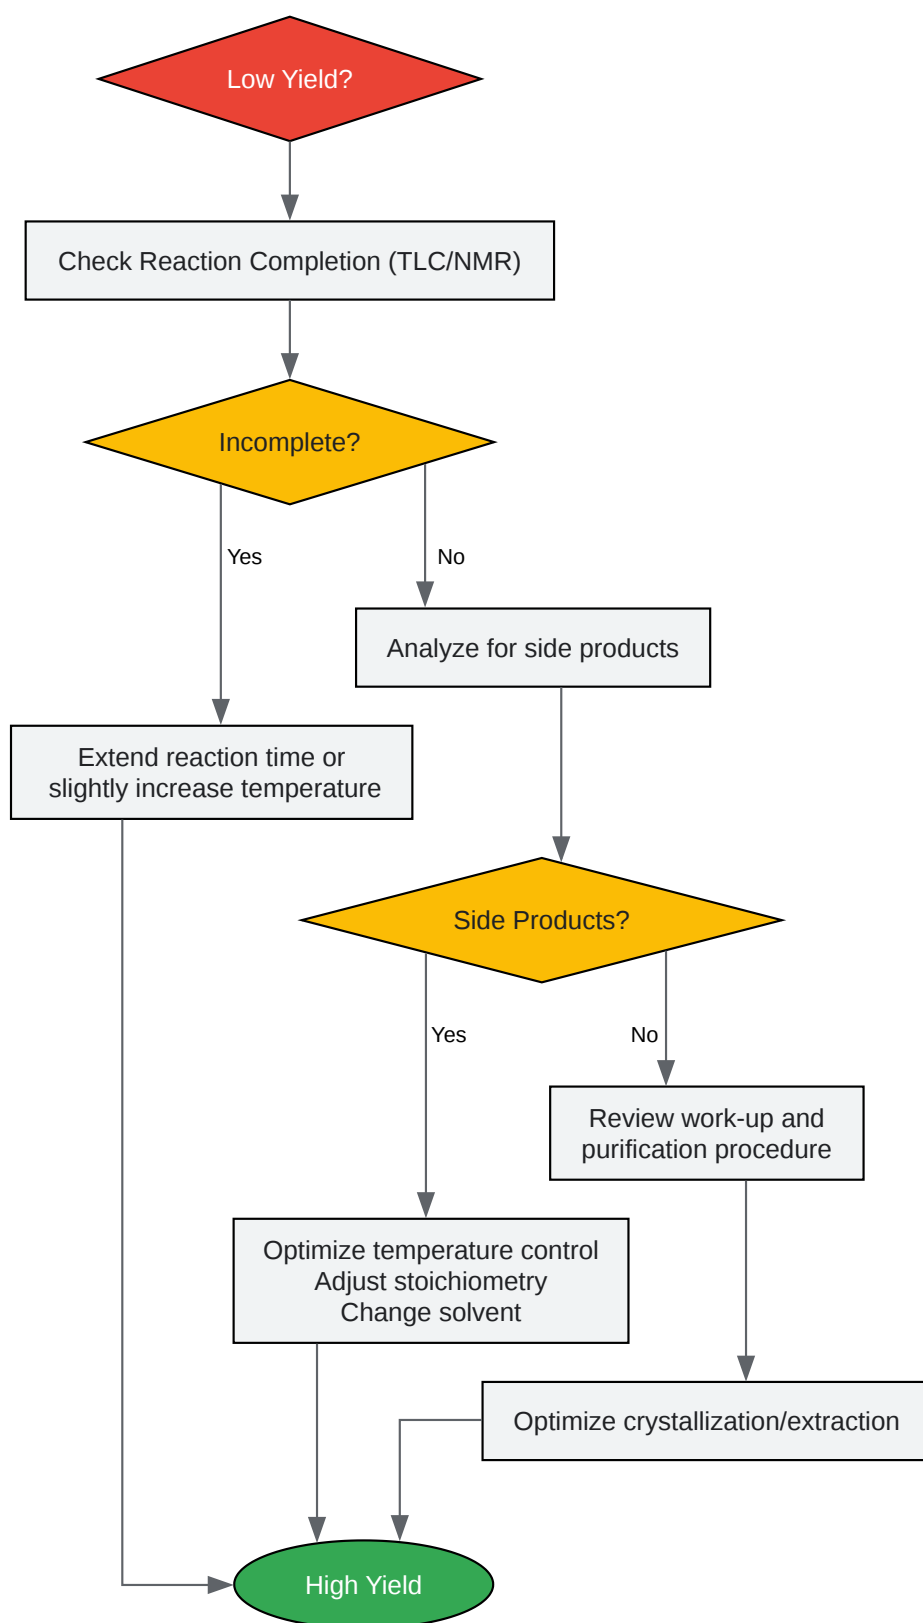 Low Yield?
Check Reaction Completion (TLC/NMR)
Incomplete?
Yes
No
Analyze for side products
Extend reaction time or
slightly increase temperature
Side Products?
Yes
No
Review work-up and
purification procedure
Optimize temperature control
Adjust stoichiometry
Change solvent
Optimize crystallization/extraction
High Yield